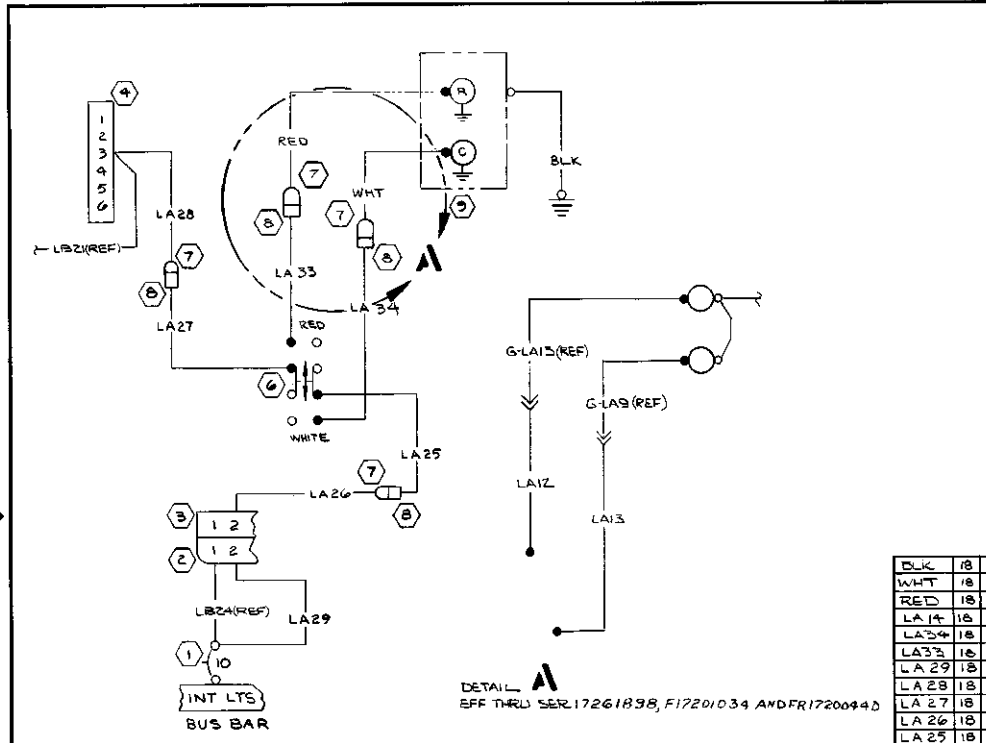 4
1
2
3
4
5
6
LA28
LB21(REF)
7
8
LA27
RED
7
8
LA33
WHT
7
8
LA34
R
C
9
BLK
A
RED
6
WHITE
LA25
7
LA26
8
3
1 2
2
1 2
LB24(REF)
LA29
1
10
INT LTS
BUS BAR
G-LA13(REF)
G-LA9(REF)
LA12
LA13
DETAIL A
EFF THRU SER 17261898, F17201034 AND FR17200440
BLK 18
WHT 18
RED 18
LA14 18
LA34 18
LA33 18
LA29 18
LA28 18
LA27 18
LA26 18
LA25 18